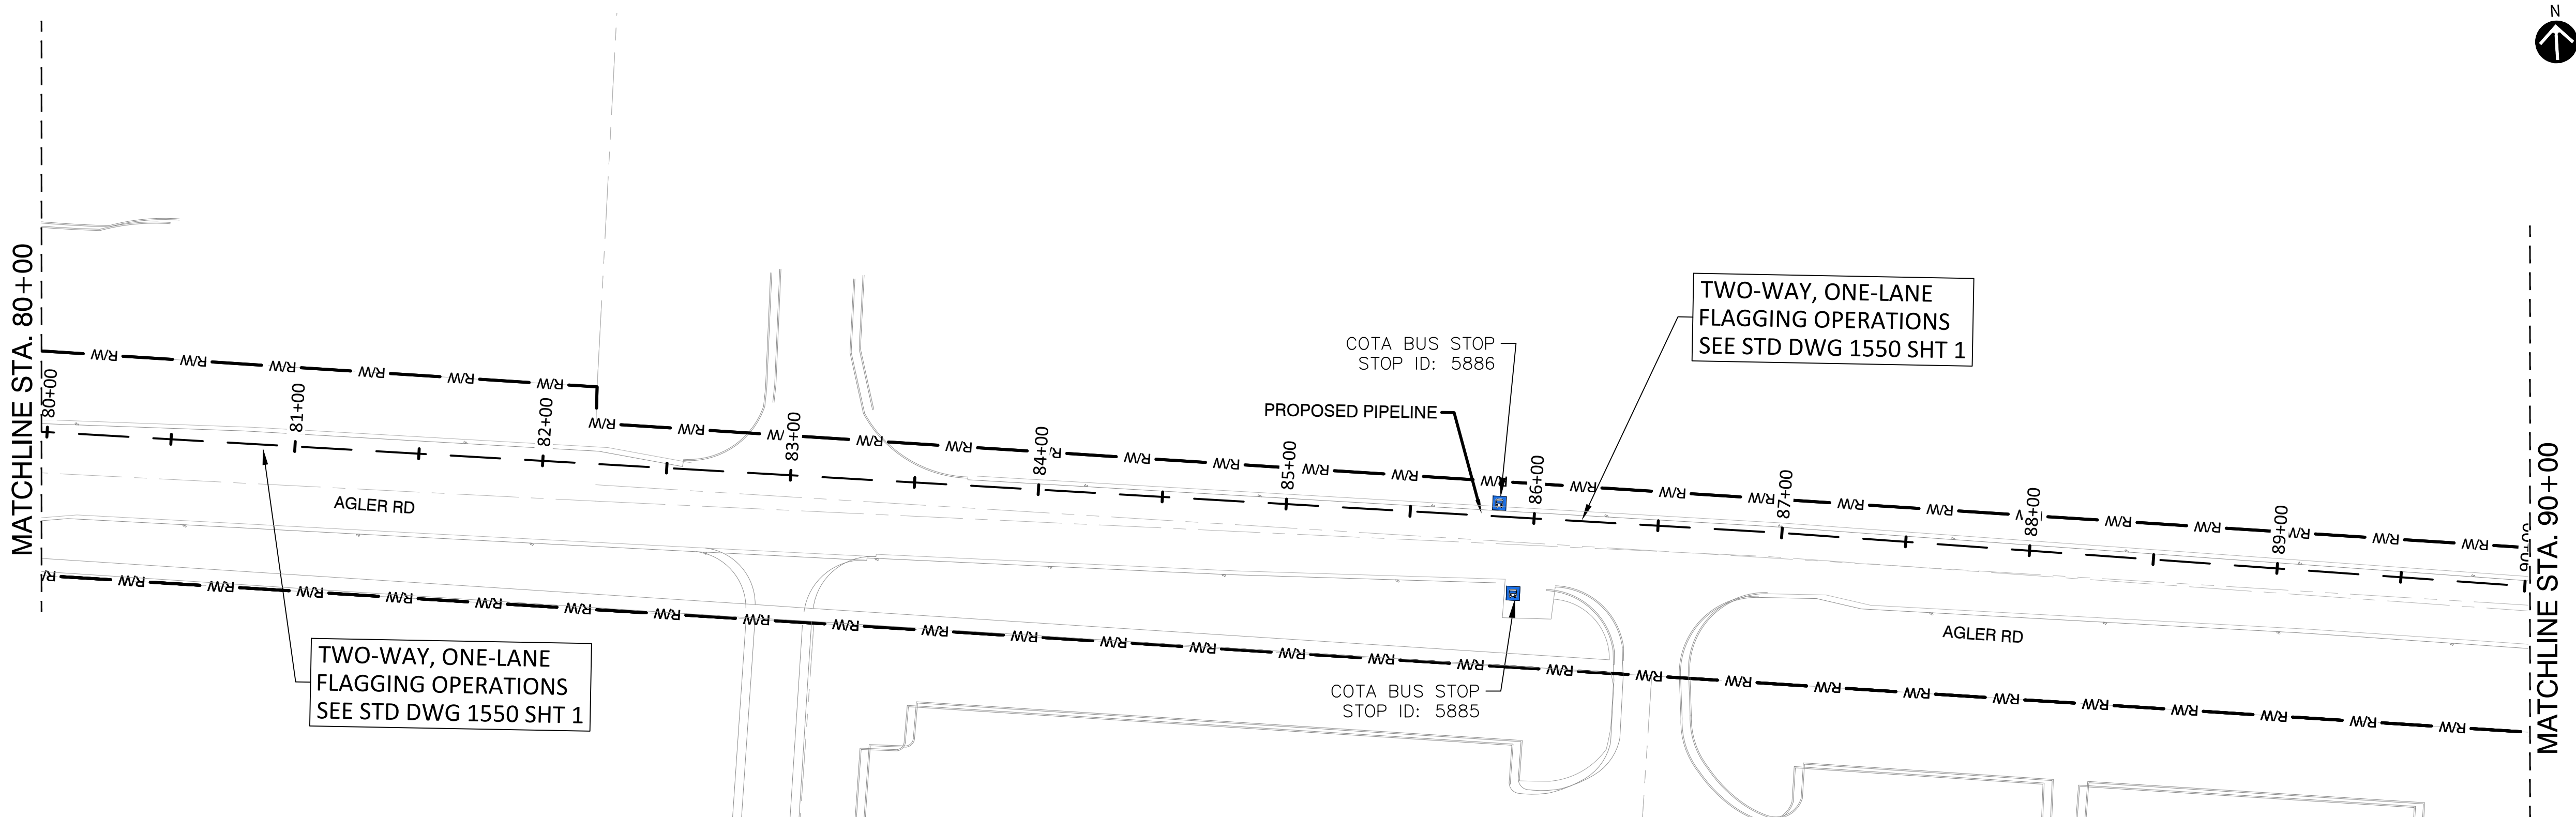 N
MATCHLINE STA. 80+00
80+00
81+00
82+00
83+00
84+00
85+00
86+00
87+00
88+00
89+00
90+00
MATCHLINE STA. 90+00
R/W
AGLER RD
AGLER RD
PROPOSED PIPELINE
COTA BUS STOP
STOP ID: 5886
TWO-WAY, ONE-LANE
FLAGGING OPERATIONS
SEE STD DWG 1550 SHT 1
TWO-WAY, ONE-LANE
FLAGGING OPERATIONS
SEE STD DWG 1550 SHT 1
COTA BUS STOP
STOP ID: 5885